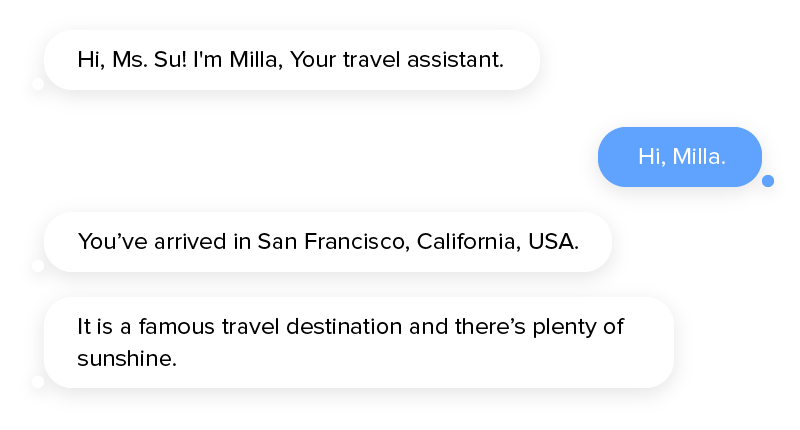 Hi, Ms. Su! I'm Milla, Your travel assistant.
Hi, Milla.
You’ve arrived in San Francisco, California, USA.
It is a famous travel destination and there’s plenty of
sunshine.